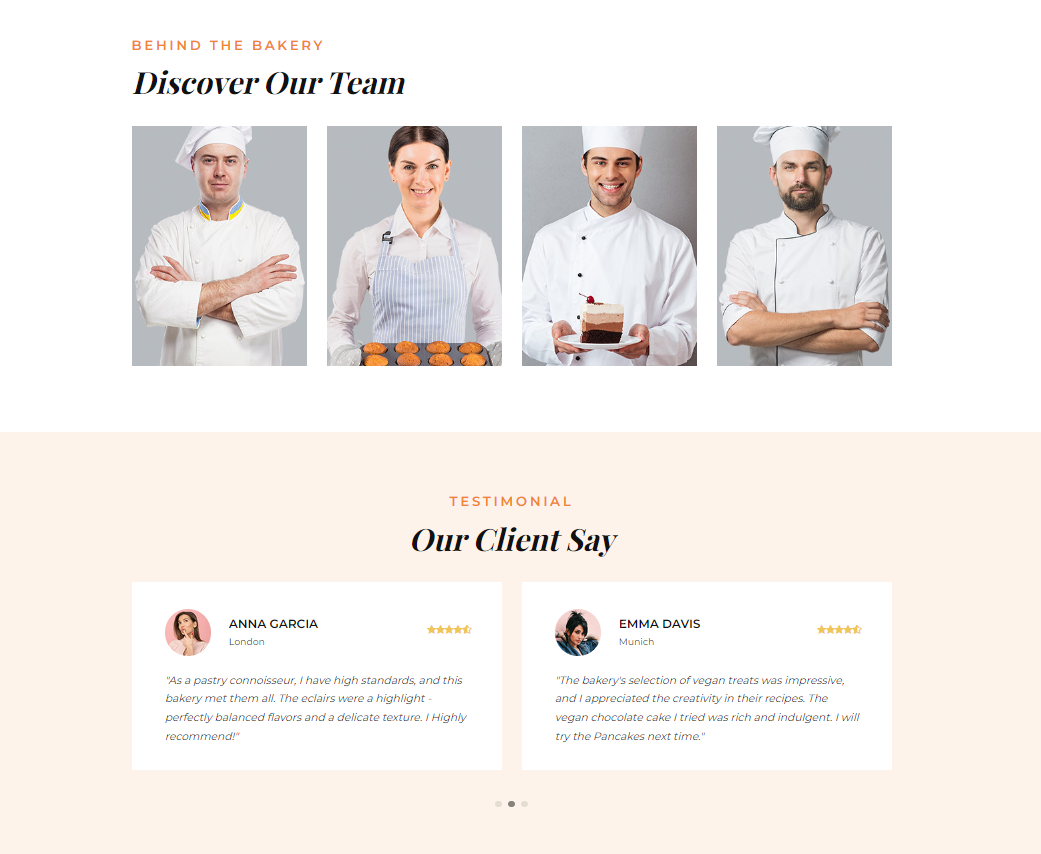 BEHIND THE BAKERY
Discover Our Team
TESTIMONIAL
Our Client Say
ANNA GARCIA
London
"As a pastry connoisseur, I have high standards, and this
bakery met them all. The eclairs were a highlight -
perfectly balanced flavors and a delicate texture. I Highly
recommend!"
EMMA DAVIS
Munich
"The bakery's selection of vegan treats was impressive,
and I appreciated the creativity in their recipes. The
vegan chocolate cake I tried was rich and indulgent. I will
try the Pancakes next time."